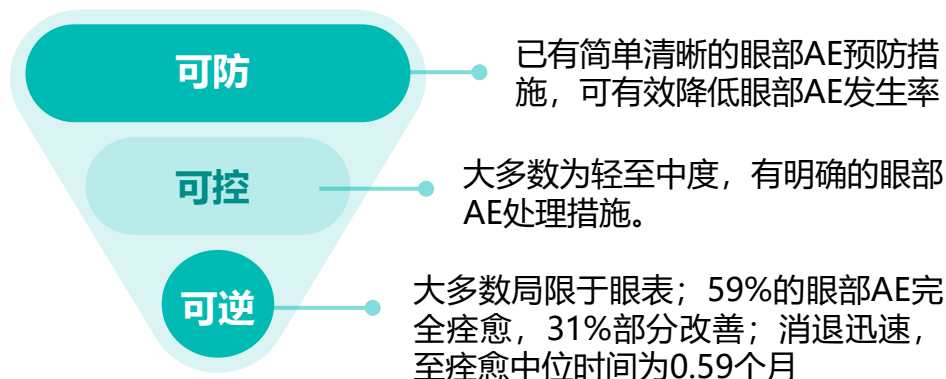 可防
已有简单清晰的眼部AE预防措
施，可有效降低眼部AE发生率
可控
大多数为轻至中度，有明确的眼部
AE处理措施。
可逆
大多数局限于眼表；59%的眼部AE完
全痊愈，31%部分改善；消退迅速，
至痊愈中位时间为0.59个月